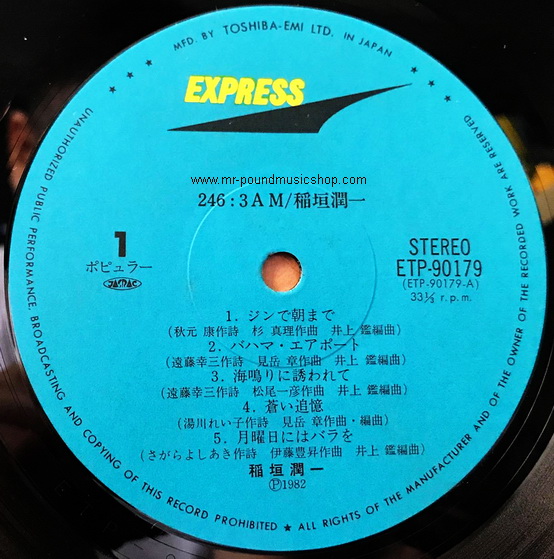 MFD. BY TOSHIBA-EMI LTD. IN JAPAN
EXPRESS
www.mr-poundmusicshop.com
246:3AM/稲垣潤一
1
ポピュラー
JASRAC
STEREO
ETP-90179
(ETP-90179-A)
33⅓ r.p.m.
1. ジンで朝まで
(秋元 康作詩 杉 真理作曲 井上 鑑編曲)
2. バハマ・エアポート
(遠藤幸三作詩 見岳 章作曲 井上 鑑編曲)
3. 海鳴りに誘われて
(遠藤幸三作詩 松尾一彦作曲 井上 鑑編曲)
4. 蒼い追憶
(湯川れい子作詩 見岳 章作曲・編曲)
5. 月曜日にはバラを
(さがらよしあき作詩 伊藤豊昇作曲 井上 鑑編曲)
稲垣潤一
Ⓟ1982
UNAUTHORIZED PUBLIC PERFORMANCE, BROADCASTING AND COPYING OF THIS RECORD PROHIBITED ★ ALL RIGHTS OF THE MANUFACTURER AND OF THE OWNER OF THE RECORDED WORK ARE RESERVED